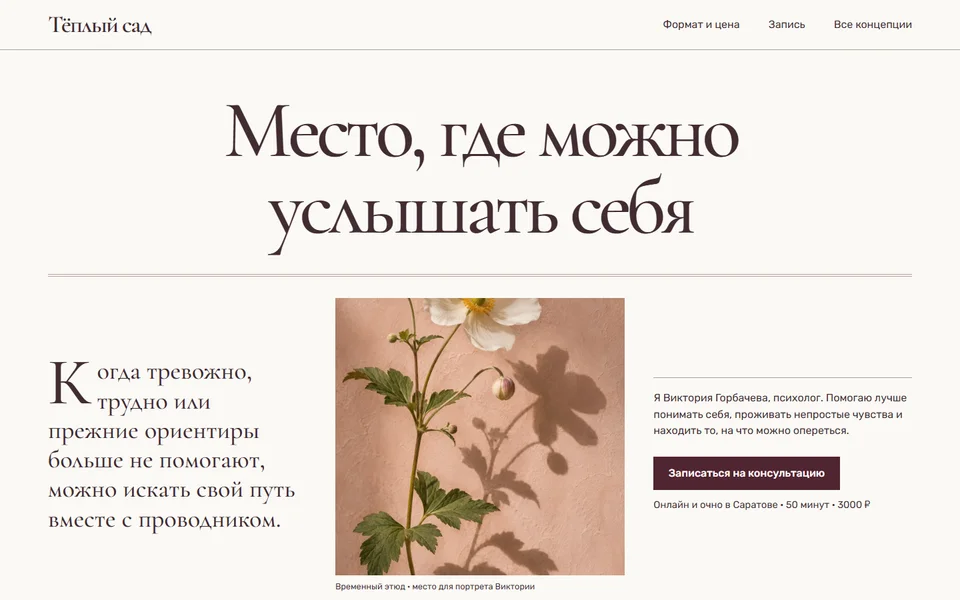 Тёплый сад
Формат и цена
Запись
Все концепции
Место, где можно
услышать себя
Когда тревожно,
трудно или
прежние ориентиры
больше не помогают,
можно искать свой путь
вместе с проводником.
Временный этюд • место для портрета Виктории
Я Виктория Горбачева, психолог. Помогаю лучше
понимать себя, проживать непростые чувства и
находить то, на что можно опереться.
Записаться на консультацию
Онлайн и очно в Саратове • 50 минут • 3000 ₽